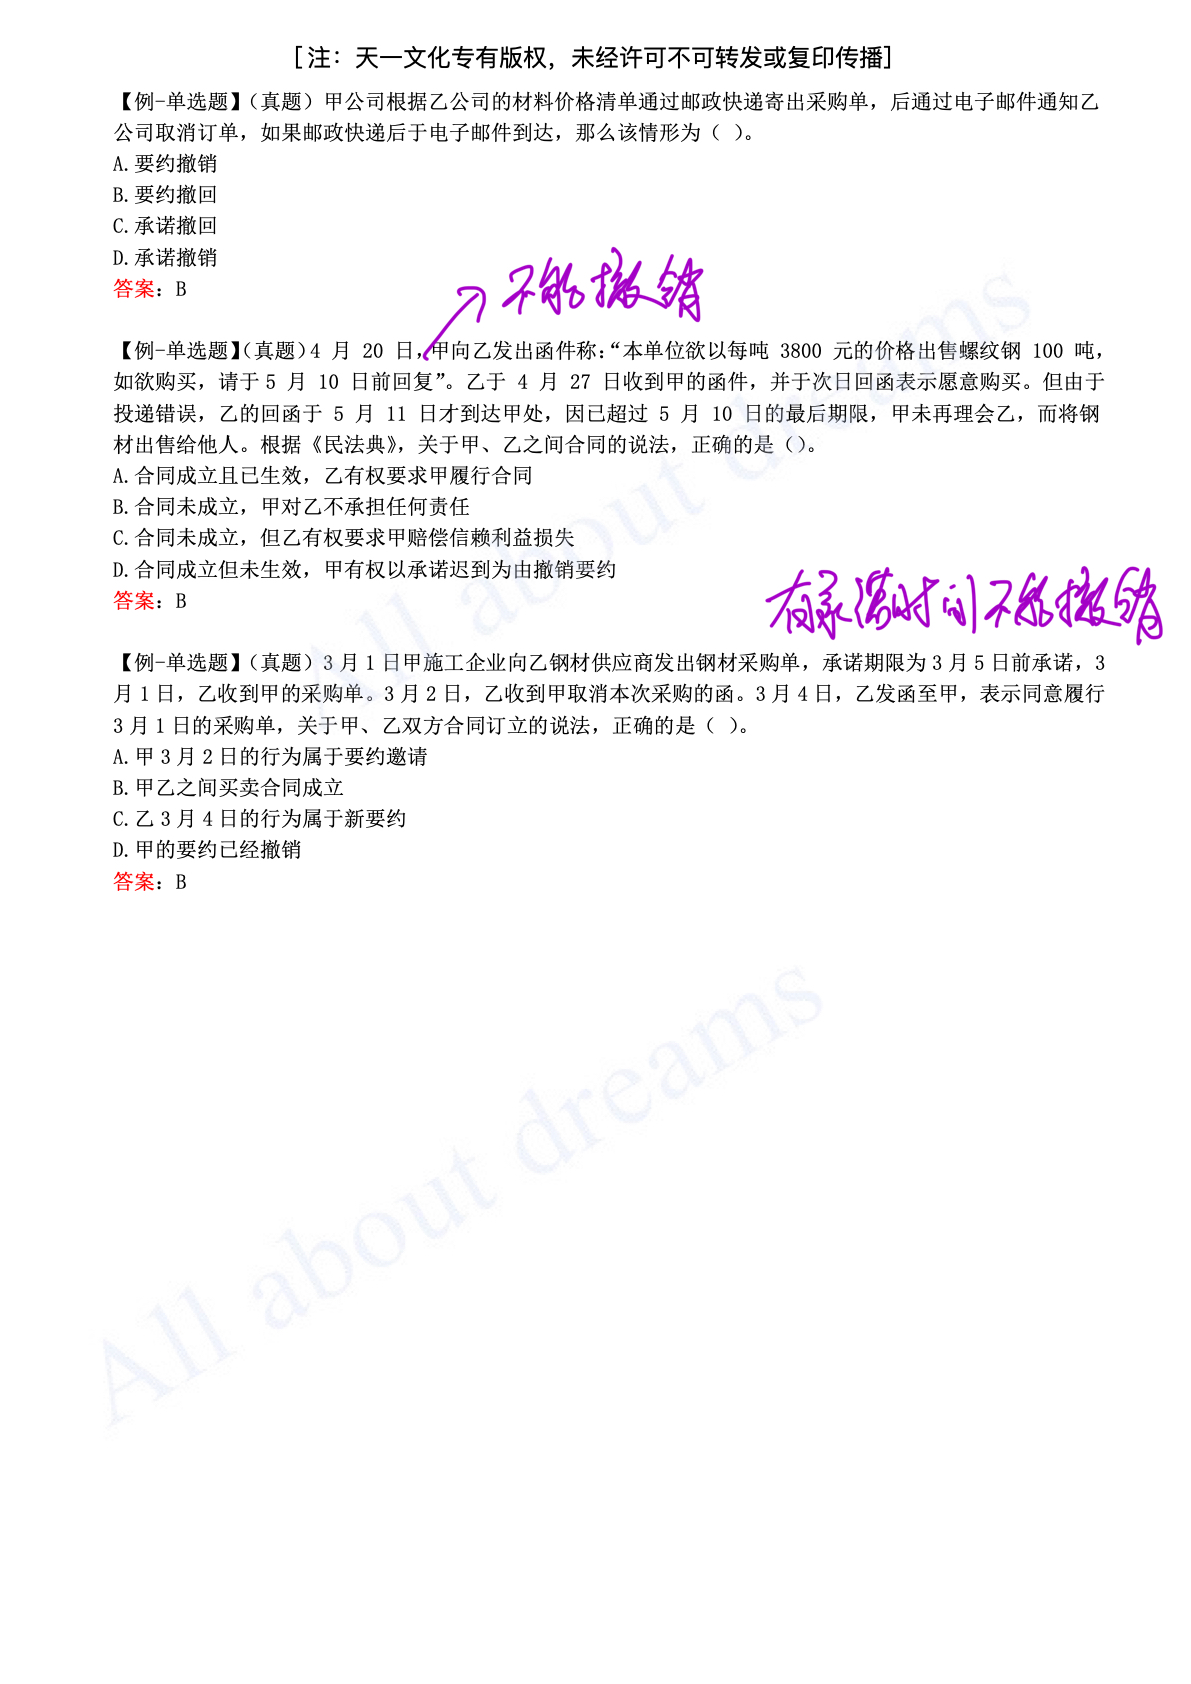 [注：天一文化专有版权，未经许可不可转发或复印传播]
【例-单选题】（真题）甲公司根据乙公司的材料价格清单通过邮政快递寄出采购单，后通过电子邮件通知乙
公司取消订单，如果邮政快递后于电子邮件到达，那么该情形为（ ）。
A.要约撤销
B.要约撤回
C.承诺撤回
D.承诺撤销
答案：B
不能撤销
【例-单选题】（真题）4 月 20 日，甲向乙发出函件称：“本单位欲以每吨 3800 元的价格出售螺纹钢 100 吨，
如欲购买，请于 5 月 10 日前回复”。乙于 4 月 27 日收到甲的函件，并于次日回函表示愿意购买。但由于
投递错误，乙的回函于 5 月 11 日才到达甲处，因已超过 5 月 10 日的最后期限，甲未再理会乙，而将钢
材出售给他人。根据《民法典》，关于甲、乙之间合同的说法，正确的是（）。
A.合同成立且已生效，乙有权要求甲履行合同
B.合同未成立，甲对乙不承担任何责任
C.合同未成立，但乙有权要求甲赔偿信赖利益损失
D.合同成立但未生效，甲有权以承诺迟到为由撤销要约
答案：B
有承诺时间不能撤销
【例-单选题】（真题）3 月 1 日甲施工企业向乙钢材供应商发出钢材采购单，承诺期限为 3 月 5 日前承诺，3
月 1 日，乙收到甲的采购单。3 月 2 日，乙收到甲取消本次采购的函。3 月 4 日，乙发函至甲，表示同意履行
3 月 1 日的采购单，关于甲、乙双方合同订立的说法，正确的是（ ）。
A.甲 3 月 2 日的行为属于要约邀请
B.甲乙之间买卖合同成立
C.乙 3 月 4 日的行为属于新要约
D.甲的要约已经撤销
答案：B
All about dreams
All about dreams